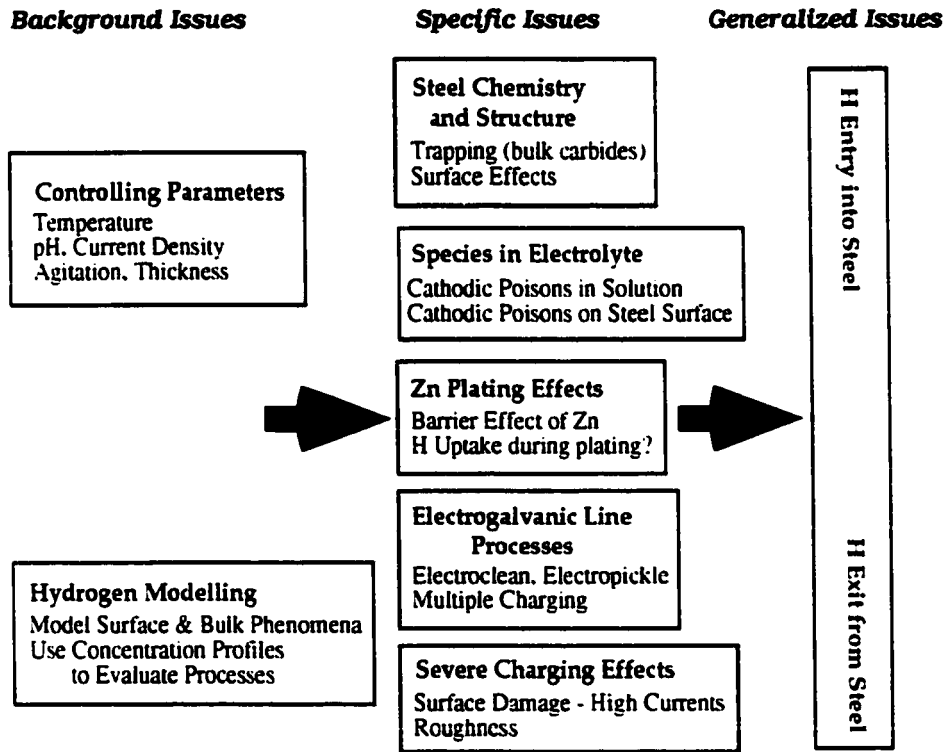 Background Issues
Specific Issues
Generalized Issues
Controlling Parameters
Temperature
pH, Current Density
Agitation, Thickness
Hydrogen Modelling
Model Surface & Bulk Phenomena
Use Concentration Profiles
to Evaluate Processes
Steel Chemistry
and Structure
Trapping (bulk carbides)
Surface Effects
Species in Electrolyte
Cathodic Poisons in Solution
Cathodic Poisons on Steel Surface
Zn Plating Effects
Barrier Effect of Zn
H Uptake during plating?
Electrogalvanic Line
Processes
Electroclean, Electropickle
Multiple Charging
Severe Charging Effects
Surface Damage - High Currents
Roughness
H Entry into Steel
H Exit from Steel